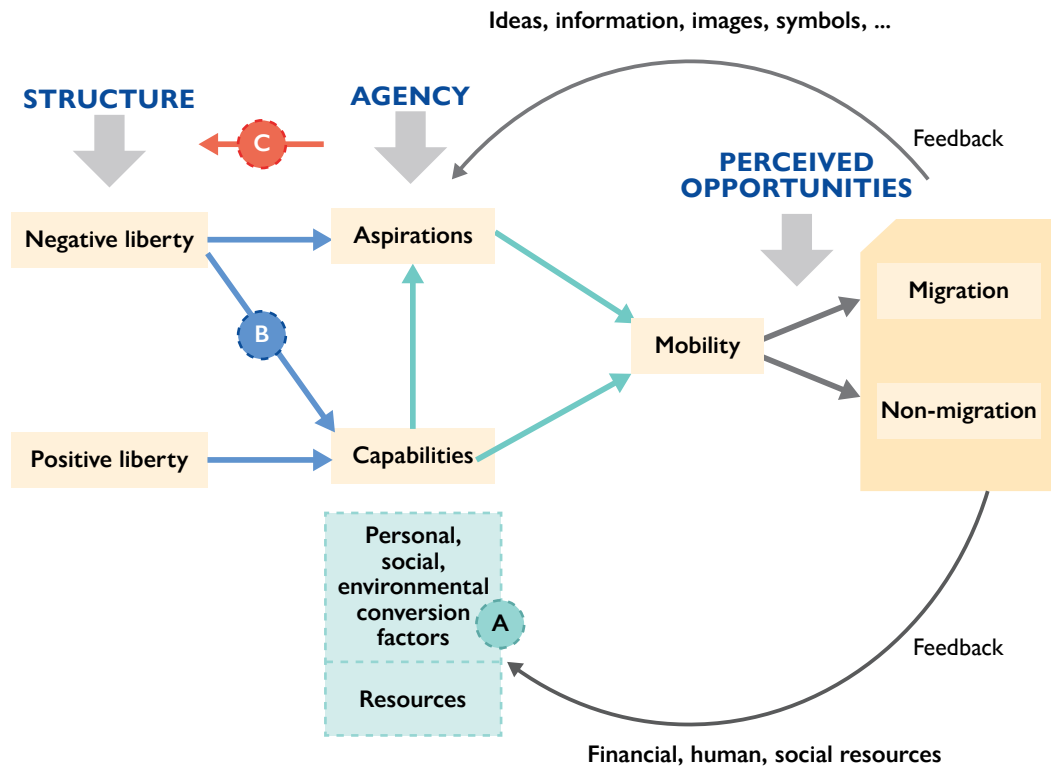 Ideas, information, images, symbols, ...
STRUCTURE
AGENCY
C
Feedback
PERCEIVED
OPPORTUNITIES
Negative liberty
Aspirations
Migration
B
Mobility
Non-migration
Positive liberty
Capabilities
Personal,
social,
environmental
conversion
factors
A
Feedback
Resources
Financial, human, social resources